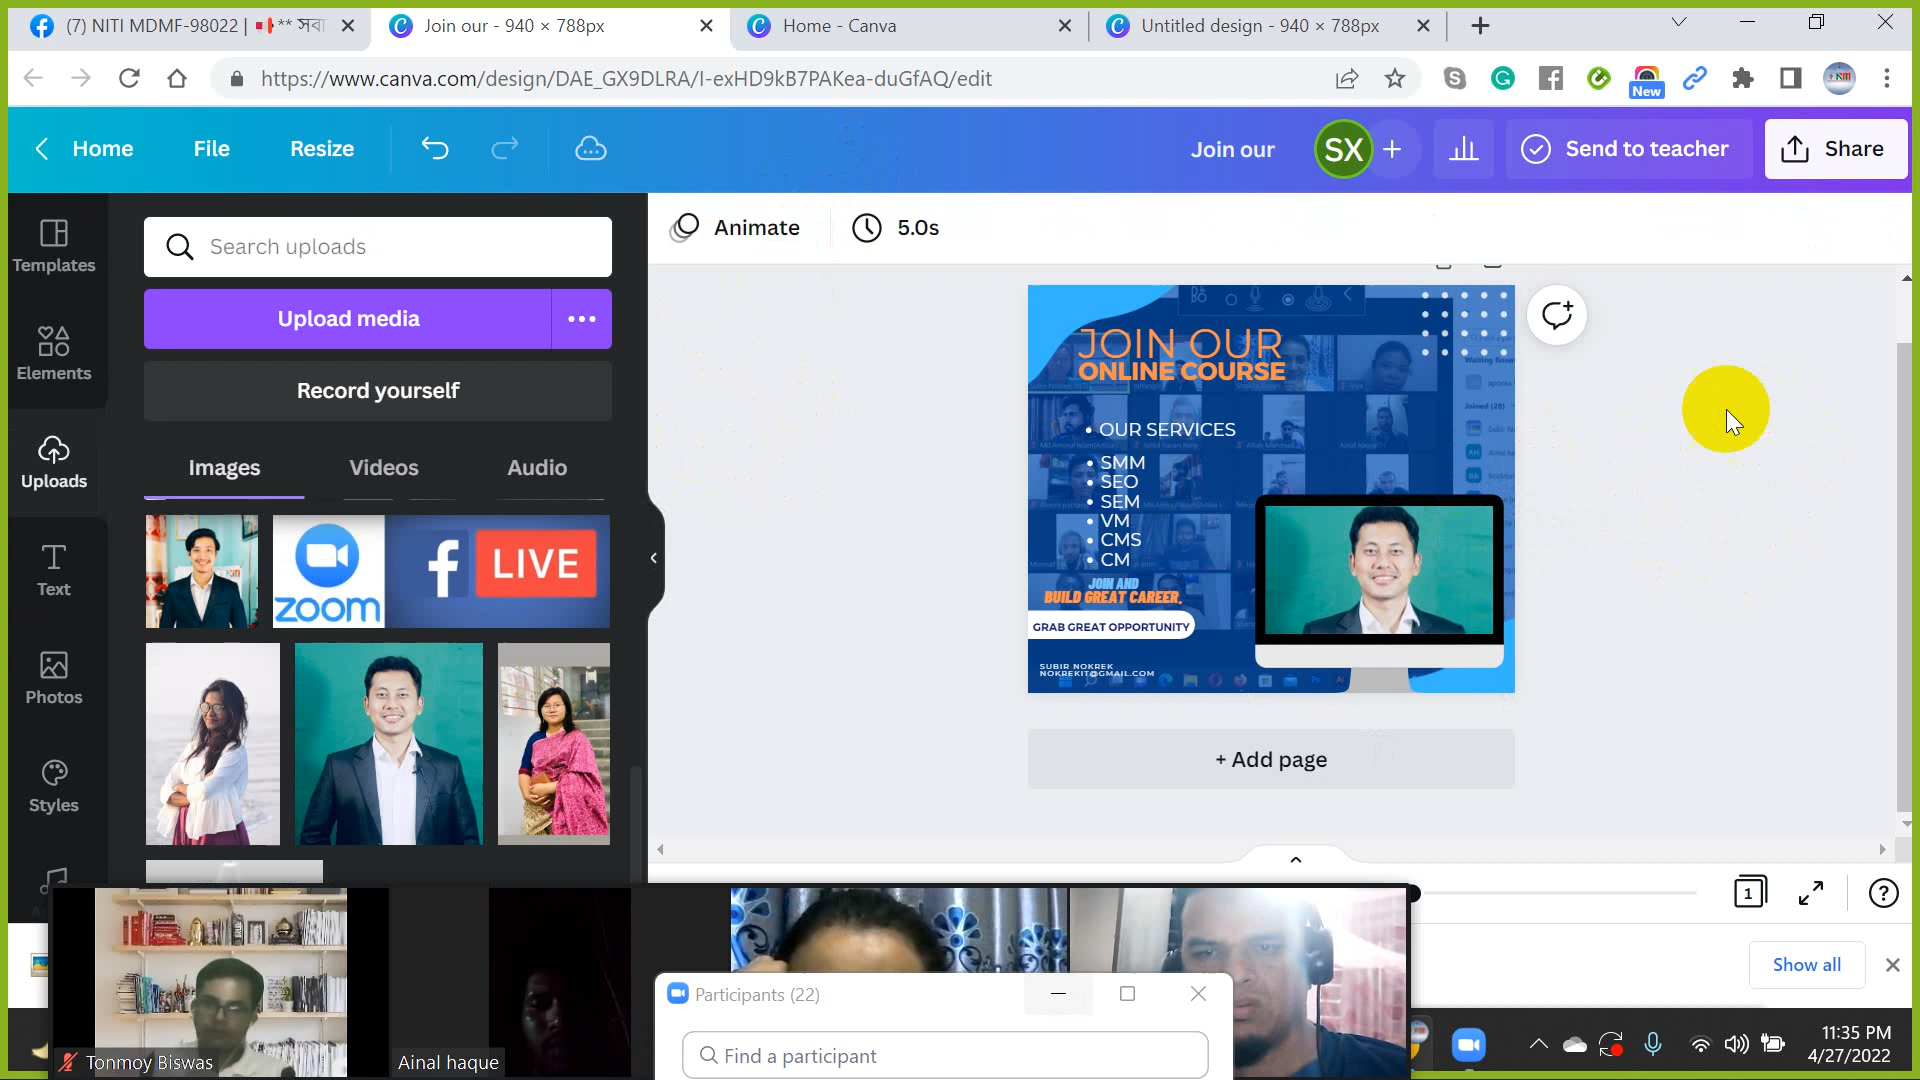 (7) NITI MDMF-98022 | ** সবা
Join our - 940 × 788px
Home - Canva
Untitled design - 940 × 788px
https://www.canva.com/design/DAE_GX9DLRA/I-exHD9kB7PAKea-duGfAQ/edit
New
Home
File
Resize
Join our
SX
Send to teacher
Share
Templates
Elements
Uploads
Text
Photos
Styles
Search uploads
Upload media
Record yourself
Images
Videos
Audio
zoom
f LIVE
Animate
5.0s
JOIN OUR
ONLINE COURSE
• OUR SERVICES
• SMM
• SEO
• SEM
• VM
• CMS
• CM
JOIN AND
BUILD GREAT CAREER.
GRAB GREAT OPPORTUNITY
SUBIR NOKREK
NOKREKIT@GMAIL.COM
+ Add page
1
Show all
Tonmoy Biswas
Ainal haque
Participants (22)
Find a participant
11:35 PM
4/27/2022